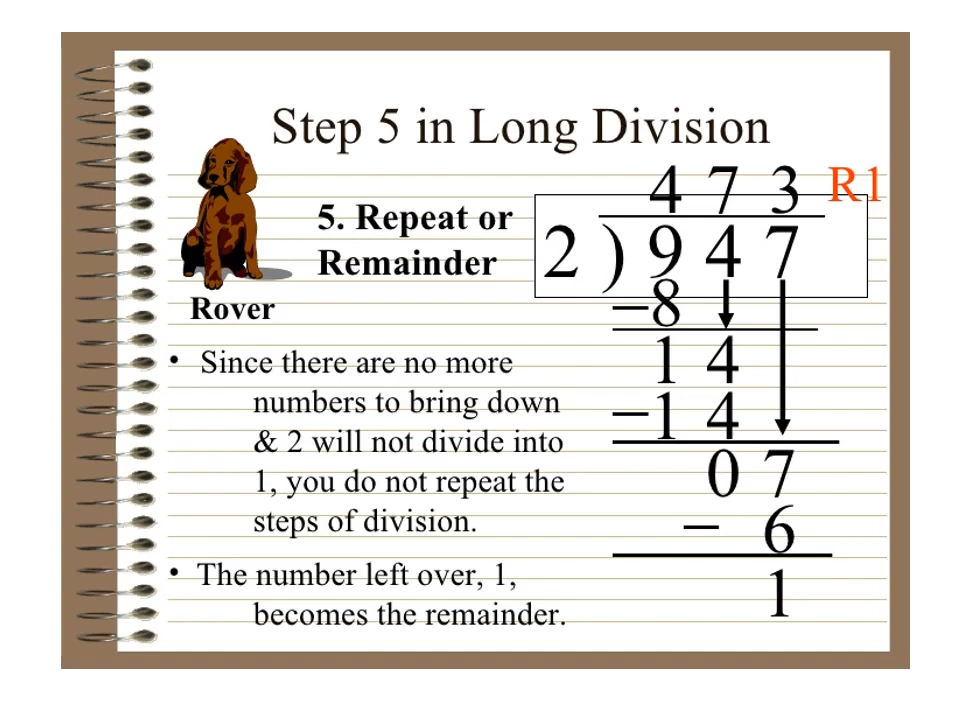 Step 5 in Long Division
5. Repeat or
Remainder
Rover
• Since there are no more
numbers to bring down
& 2 will not divide into
1, you do not repeat the
steps of division.
• The number left over, 1,
becomes the remainder.
4 7 3 R1
2 ) 9 4 7
−8
1 4
−1 4
0 7
− 6
1